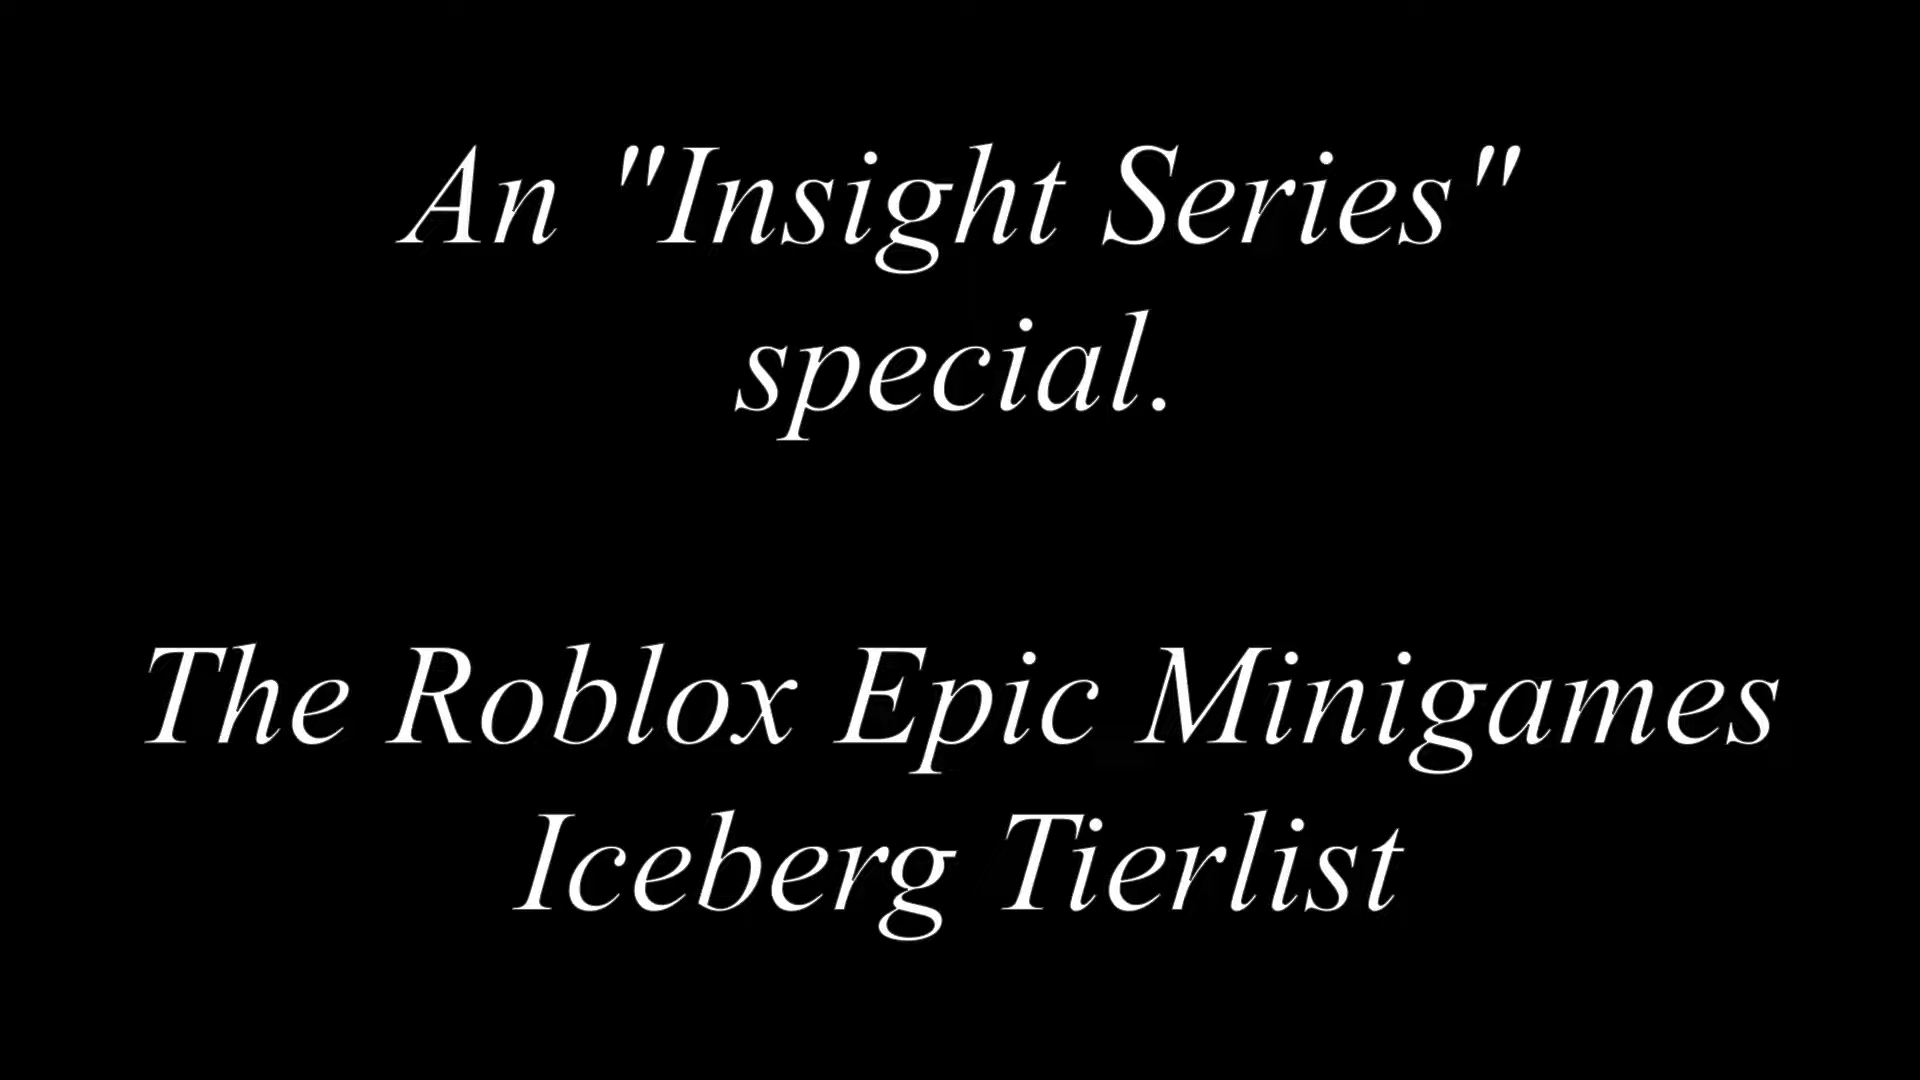 An "Insight Series"
special.
The Roblox Epic Minigames
Iceberg Tierlist